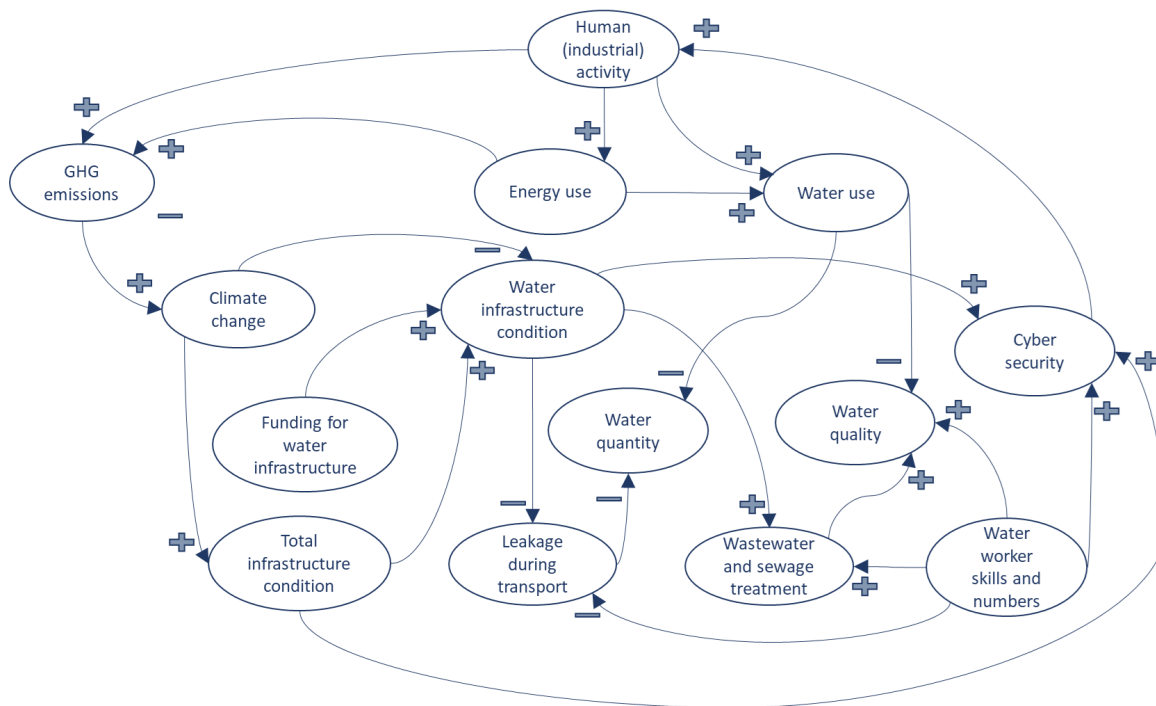 Human
(industrial)
activity
GHG
emissions
Energy use
Water use
Climate
change
Water
infrastructure
condition
Cyber
security
Funding for
water
infrastructure
Water
quantity
Water
quality
Total
infrastructure
condition
Leakage
during
transport
Wastewater
and sewage
treatment
Water
worker
skills and
numbers